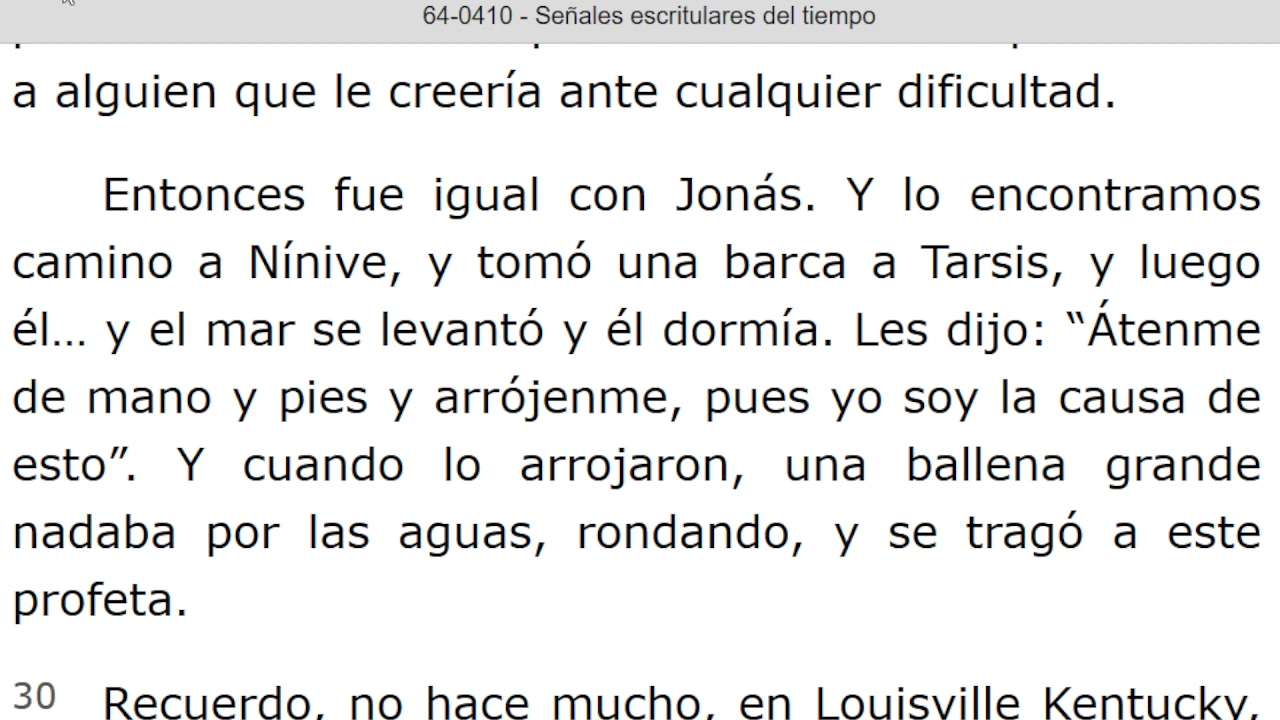 64-0410 - Señales escritulares del tiempo
a alguien que le creería ante cualquier dificultad.
Entonces fue igual con Jonás. Y lo encontramos
camino a Nínive, y tomó una barca a Tarsis, y luego
él… y el mar se levantó y él dormía. Les dijo: “Átenme
de mano y pies y arrójenme, pues yo soy la causa de
esto”. Y cuando lo arrojaron, una ballena grande
nadaba por las aguas, rondando, y se tragó a este
profeta.
30 Recuerdo, no hace mucho, en Louisville Kentucky,